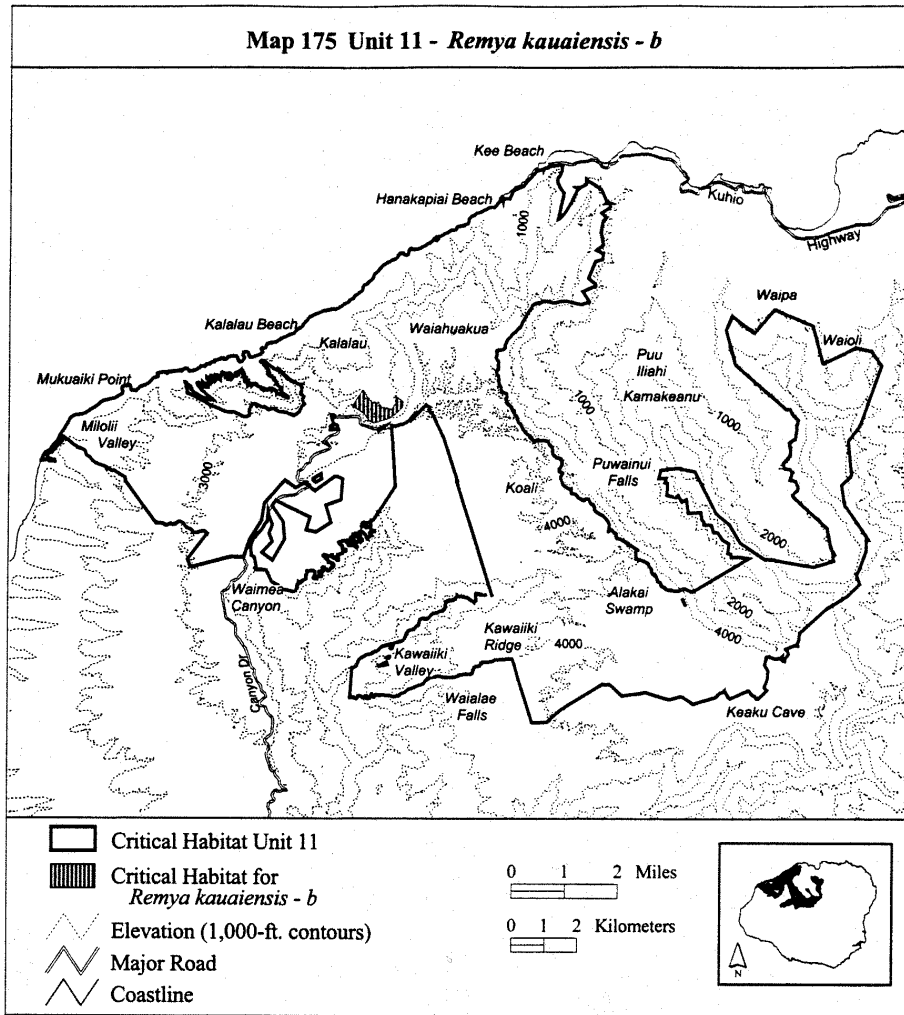 Map 175 Unit 11 - Remya kauaiensis - b
Kee Beach
Hanakapiai Beach
Kuhio
Highway
1000
Waipa
Kalalau Beach
Waiahuakua
Waioli
Kalalau
Puu
Iliahi
Mukuaiki Point
Kamakeanu
1000
1000
Milolii
Valley
3000
Puwainui
Falls
Koali
4000
2000
Waimea
Canyon
Alakai
Swamp
2000
Kawaiiki
Ridge
4000
4000
Kawaiiki
Valley
Canyon Dr
Waialae
Falls
Keaku Cave
Critical Habitat Unit 11
Critical Habitat for
Remya kauaiensis - b
Elevation (1,000-ft. contours)
Major Road
Coastline
0 1 2 Miles
0 1 2 Kilometers
N